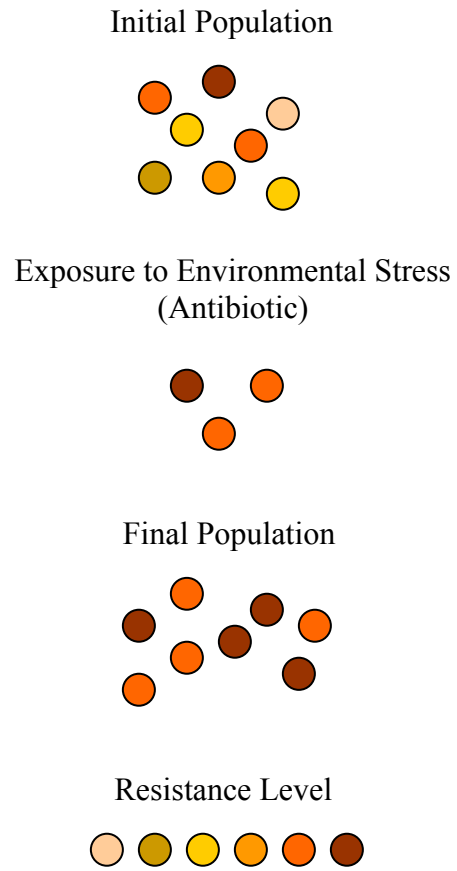 Initial Population
Exposure to Environmental Stress
(Antibiotic)
Final Population
Resistance Level